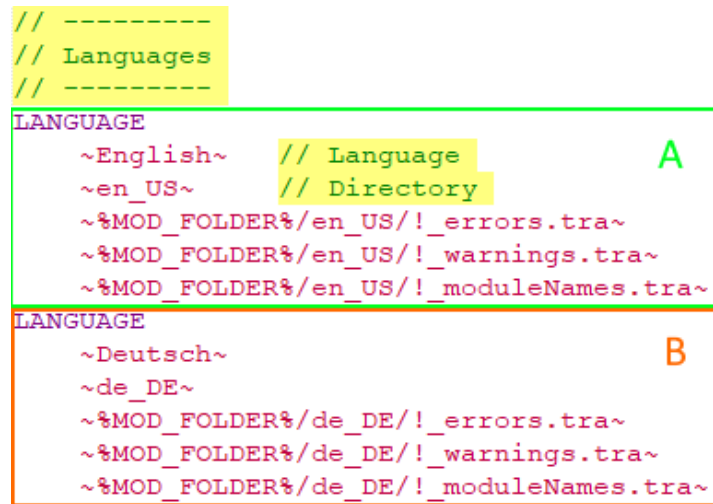 // ---------
// Languages
// ---------
LANGUAGE
~English~ // Language
A
~en_US~ // Directory
~%MOD_FOLDER%/en_US/!_errors.tra~
~%MOD_FOLDER%/en_US/!_warnings.tra~
~%MOD_FOLDER%/en_US/!_moduleNames.tra~
LANGUAGE
~Deutsch~
B
~de_DE~
~%MOD_FOLDER%/de_DE/!_errors.tra~
~%MOD_FOLDER%/de_DE/!_warnings.tra~
~%MOD_FOLDER%/de_DE/!_moduleNames.tra~